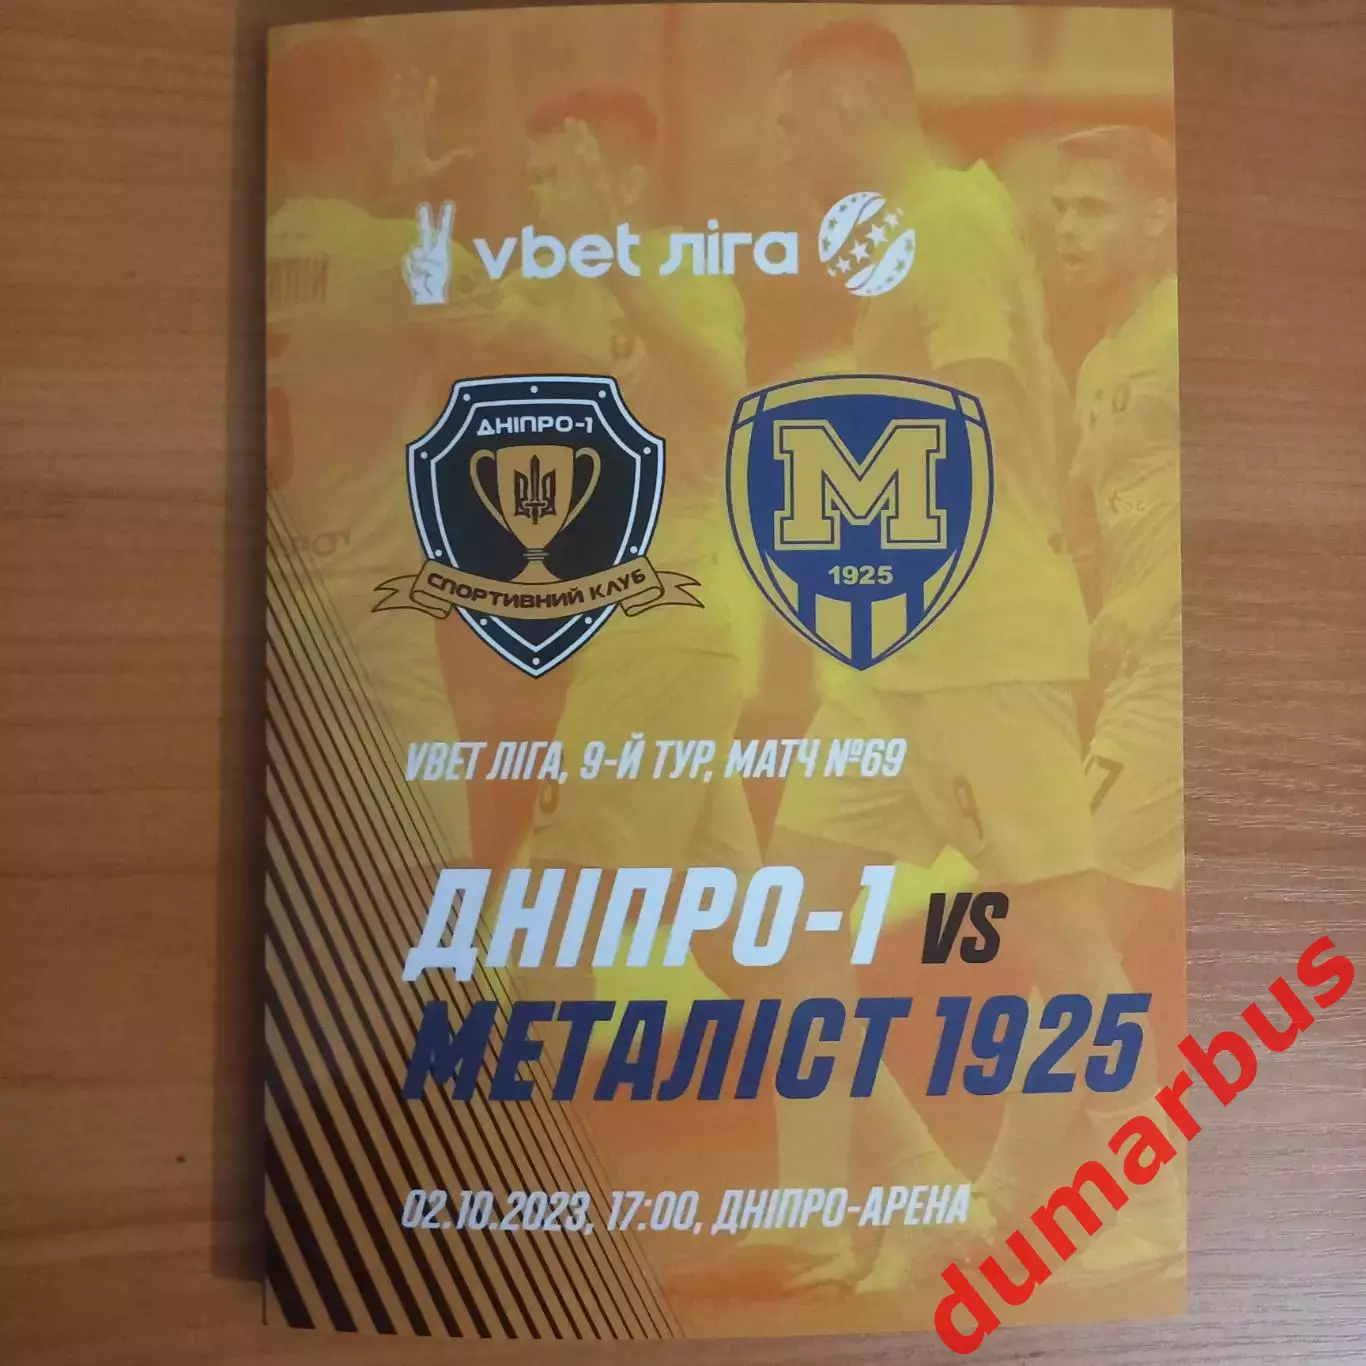 vbet ліга
ДНІПРО-1
СПОРТИВНИЙ КЛУБ
М
1925
VBET ЛІГА, 9-Й ТУР, МАТЧ №69
ДНІПРО-1 VS
МЕТАЛІСТ 1925
02.10.2023, 17:00, ДНІПРО-АРЕНА
dumarbus